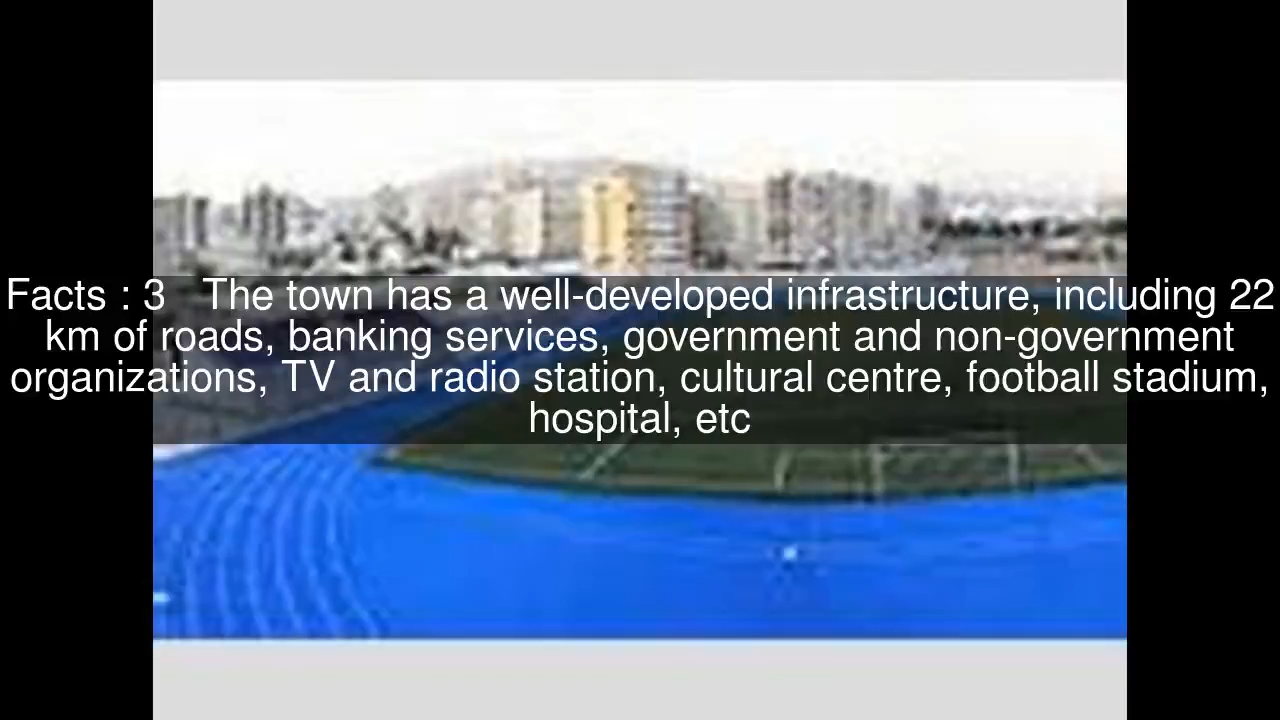 Facts : 3 The town has a well-developed infrastructure, including 22
km of roads, banking services, government and non-government
organizations, TV and radio station, cultural centre, football stadium,
hospital, etc